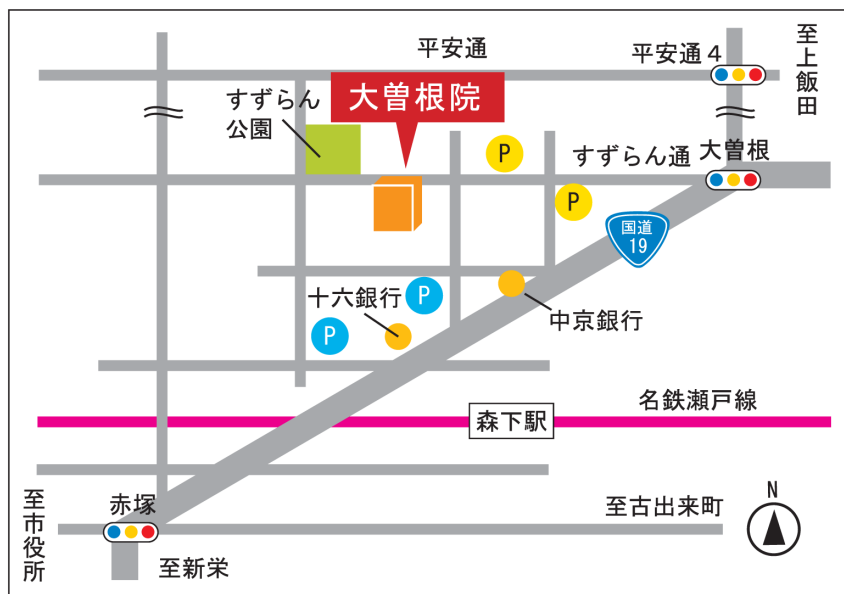 平安通
平安通4
至上飯田
すずらん
公園
大曽根院
P
すずらん通
大曽根
P
国道
19
十六銀行
P
P
中京銀行
名鉄瀬戸線
森下駅
至市役所
赤塚
至古出来町
N
至新栄